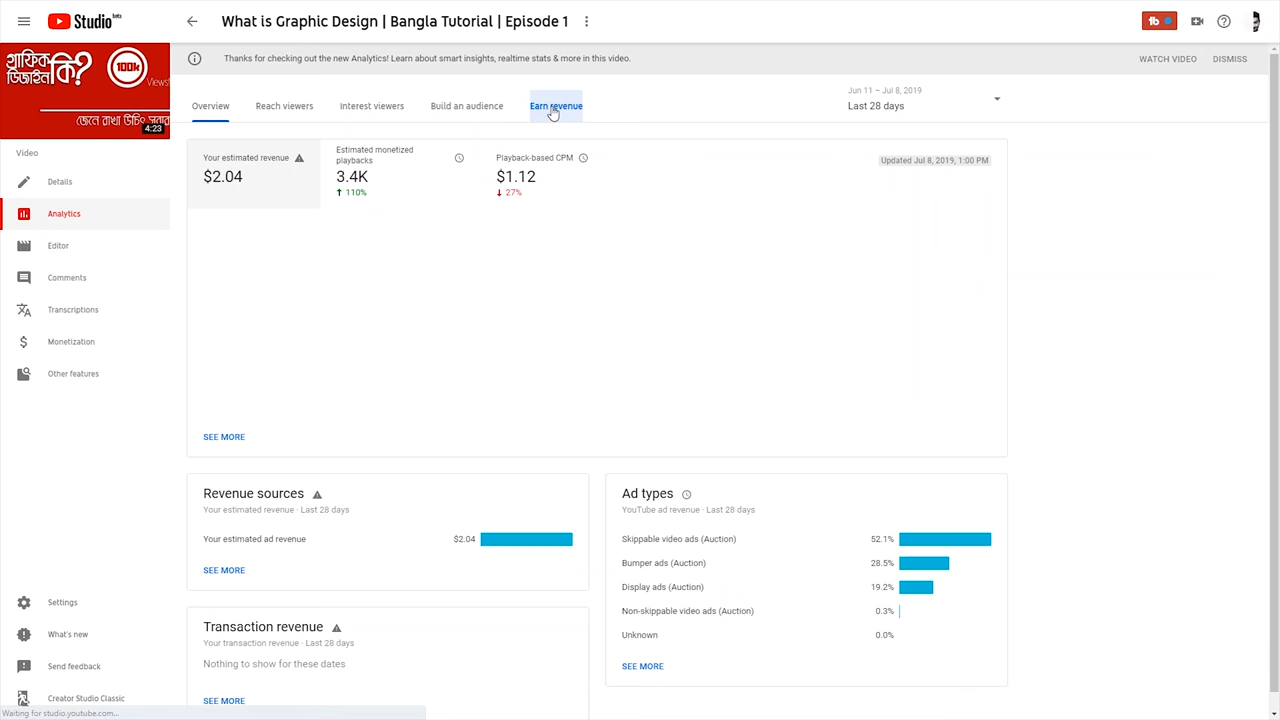 Studio beta
What is Graphic Design | Bangla Tutorial | Episode 1
tb
গ্রাফিক
ডিজাইন কি?
100k
Views
জেনে রাখা উচিৎ সবার
4:23
Thanks for checking out the new Analytics! Learn about smart insights, realtime stats & more in this video.
WATCH VIDEO DISMISS
Overview Reach viewers Interest viewers Build an audience Earn revenue
Jun 11 – Jul 8, 2019
Last 28 days
Video
Details
Analytics
Editor
Comments
Transcriptions
Monetization
Other features
Settings
What's new
Send feedback
Creator Studio Classic
Waiting for studio.youtube.com...
Your estimated revenue
$2.04
Estimated monetized
playbacks
3.4K
110%
Playback-based CPM
$1.12
27%
Updated Jul 8, 2019, 1:00 PM
SEE MORE
Revenue sources
Your estimated revenue · Last 28 days
Your estimated ad revenue $2.04
SEE MORE
Transaction revenue
Your transaction revenue · Last 28 days
Nothing to show for these dates
SEE MORE
Ad types
YouTube ad revenue · Last 28 days
Skippable video ads (Auction) 52.1%
Bumper ads (Auction) 28.5%
Display ads (Auction) 19.2%
Non-skippable video ads (Auction) 0.3%
Unknown 0.0%
SEE MORE